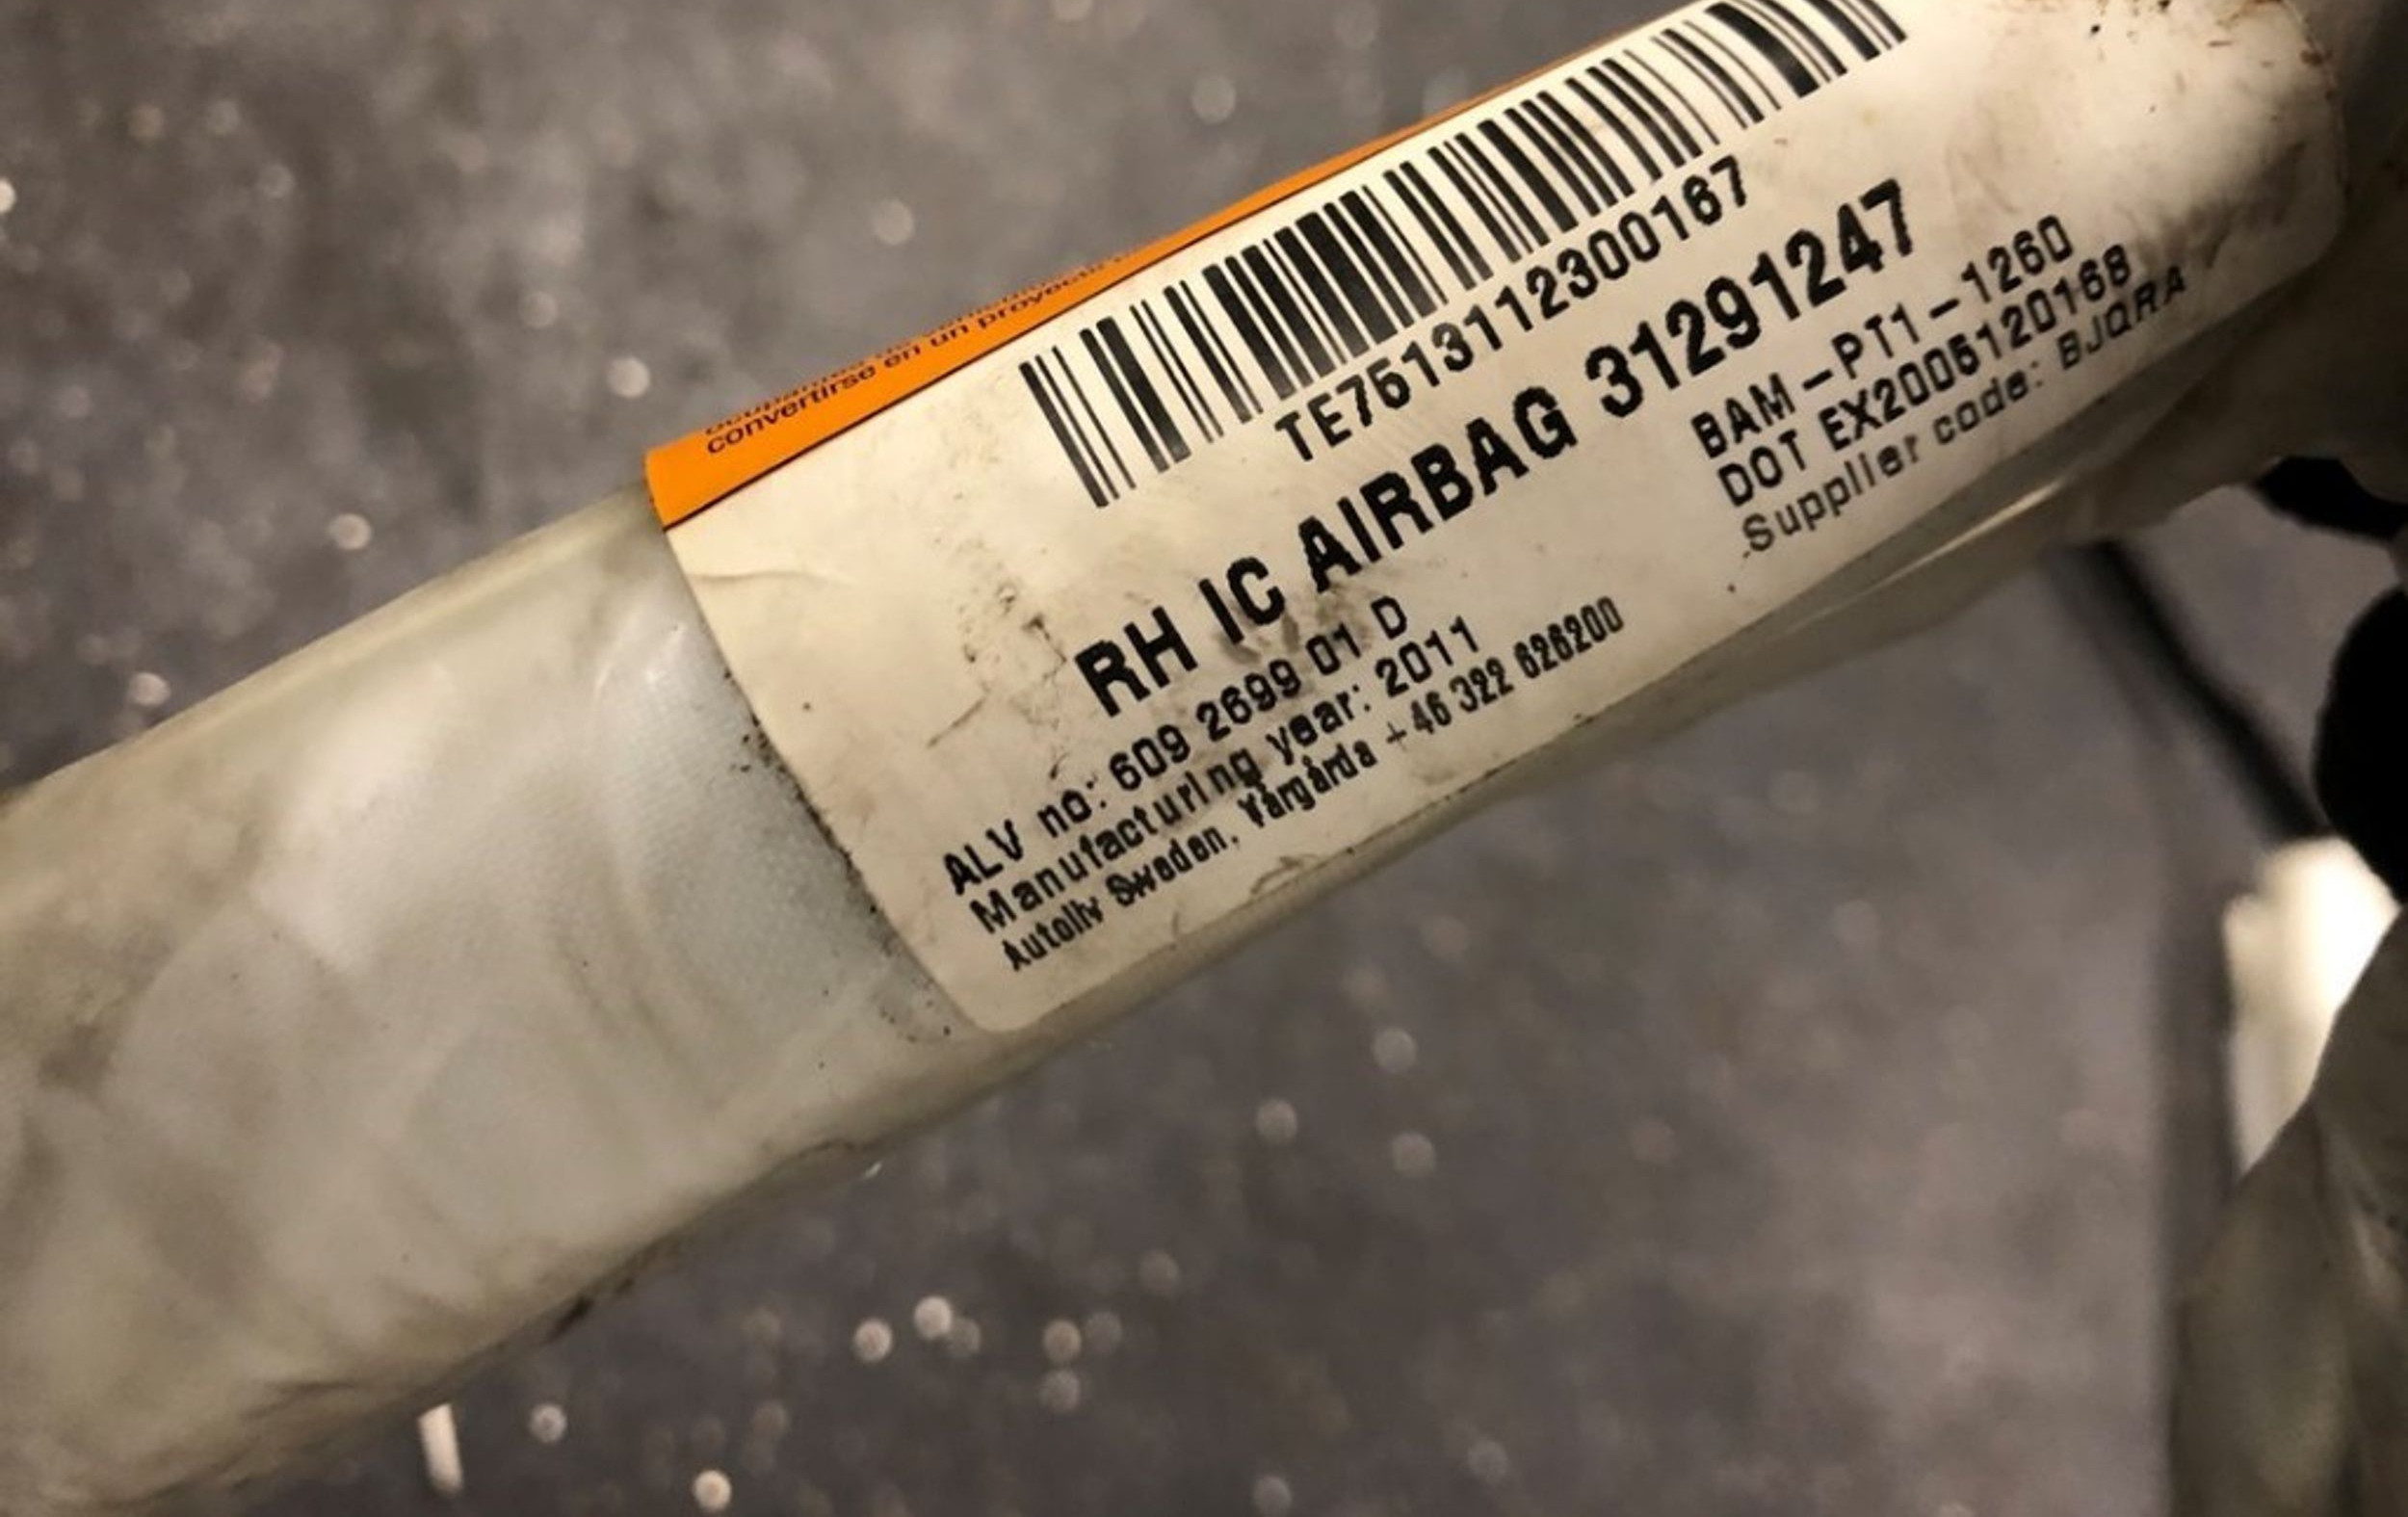 convertirse en un proyec
TE7513112300167
RH IC AIRBAG 31291247
ALV no: 609 2699 01 D
Manufacturing year: 2011
Autoliv Sweden, Vårgårda +46 322 626200
BAM-PT1-1260
DOT EX2005120168
Supplier code: BJQRA